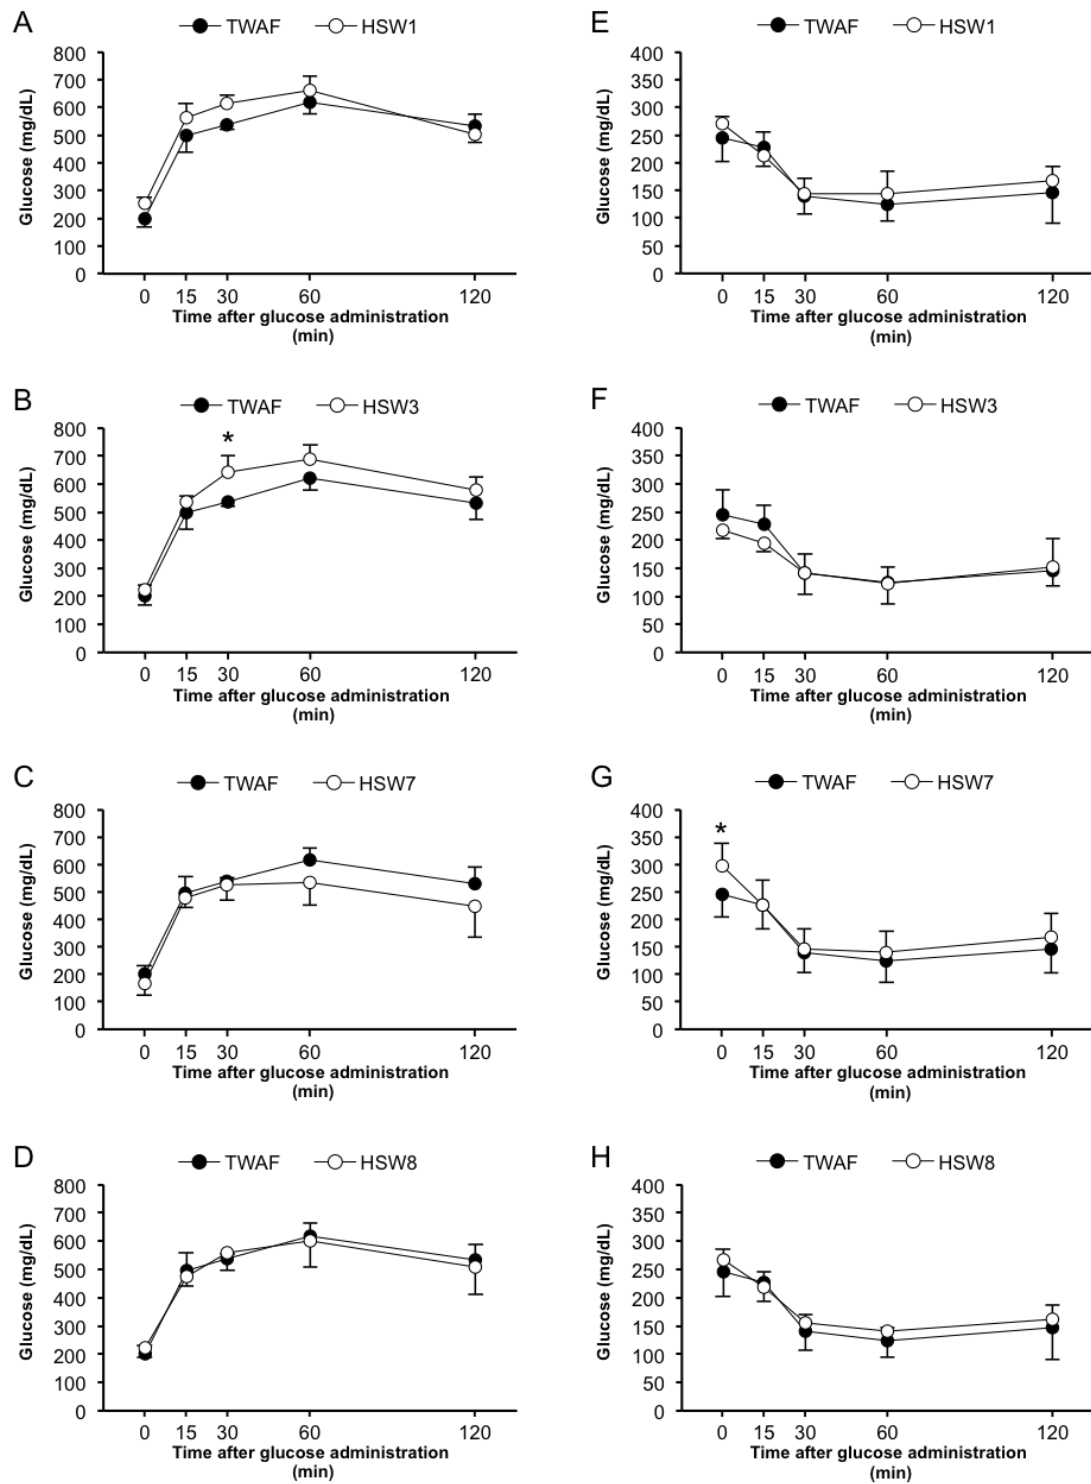 A
TWAF HSW1
800
700
600
500
400
300
200
100
0
Glucose (mg/dL)
0 15 30 60 120
Time after glucose administration
(min)
E
TWAF HSW1
400
350
300
250
200
150
100
50
0
Glucose (mg/dL)
0 15 30 60 120
Time after glucose administration
(min)
B
TWAF HSW3
800
700
600
500
400
300
200
100
0
Glucose (mg/dL)
*
0 15 30 60 120
Time after glucose administration
(min)
F
TWAF HSW3
400
350
300
250
200
150
100
50
0
Glucose (mg/dL)
0 15 30 60 120
Time after glucose administration
(min)
C
TWAF HSW7
800
700
600
500
400
300
200
100
0
Glucose (mg/dL)
0 15 30 60 120
Time after glucose administration
(min)
G
TWAF HSW7
400
350
300
250
200
150
100
50
0
Glucose (mg/dL)
*
0 15 30 60 120
Time after glucose administration
(min)
D
TWAF HSW8
800
700
600
500
400
300
200
100
0
Glucose (mg/dL)
0 15 30 60 120
Time after glucose administration
(min)
H
TWAF HSW8
400
350
300
250
200
150
100
50
0
Glucose (mg/dL)
0 15 30 60 120
Time after glucose administration
(min)